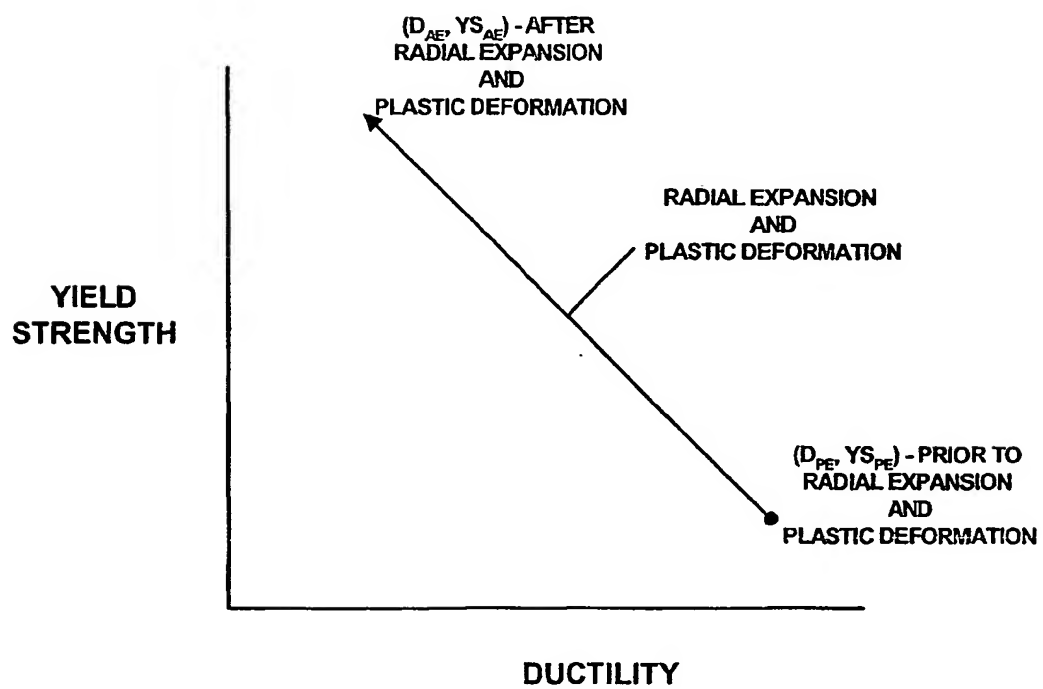 (D_AE, YS_AE) - AFTER
RADIAL EXPANSION
AND
PLASTIC DEFORMATION
RADIAL EXPANSION
AND
PLASTIC DEFORMATION
YIELD
STRENGTH
(D_PE, YS_PE) - PRIOR TO
RADIAL EXPANSION
AND
PLASTIC DEFORMATION
DUCTILITY